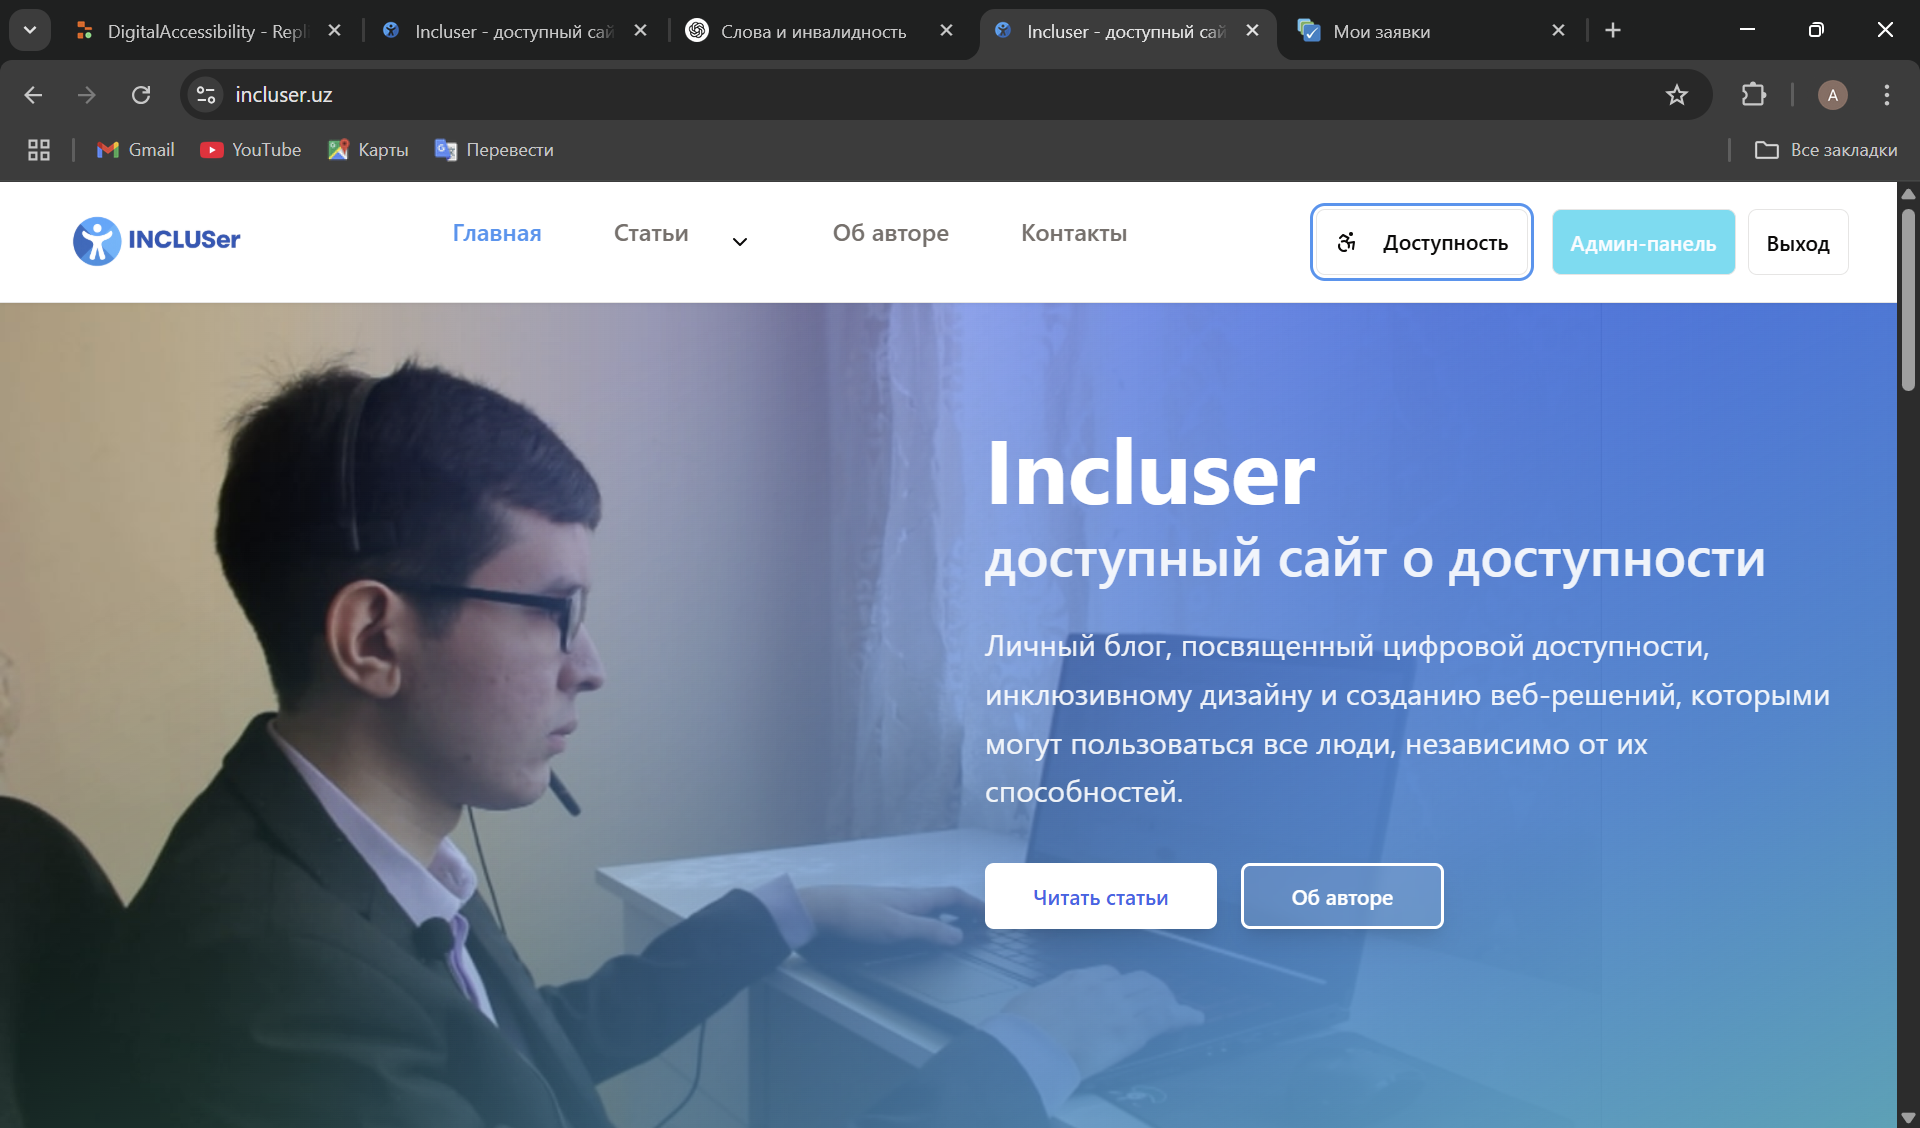 DigitalAccessibility - Repl
Incluser - доступный сай
Слова и инвалидность
Incluser - доступный сай
Мои заявки
incluser.uz
A
Gmail
YouTube
Карты
Перевести
Все закладки
INCLUSer
Главная
Статьи
Об авторе
Контакты
Доступность
Админ-панель
Выход
Incluser
доступный сайт о доступности
Личный блог, посвященный цифровой доступности,
инклюзивному дизайну и созданию веб-решений, которыми
могут пользоваться все люди, независимо от их
способностей.
Читать статьи
Об авторе